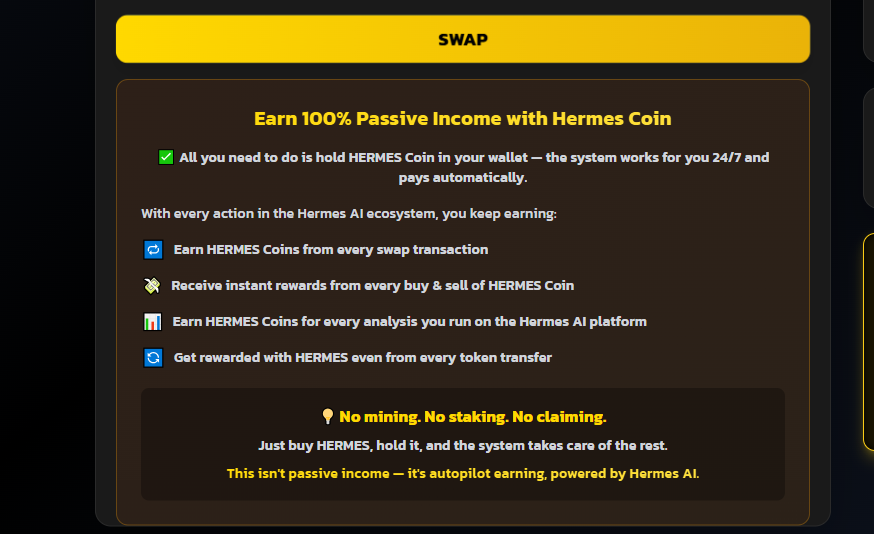 SWAP
Earn 100% Passive Income with Hermes Coin
✅ All you need to do is hold HERMES Coin in your wallet — the system works for you 24/7 and
pays automatically.
With every action in the Hermes AI ecosystem, you keep earning:
🔁 Earn HERMES Coins from every swap transaction
💸 Receive instant rewards from every buy & sell of HERMES Coin
📊 Earn HERMES Coins for every analysis you run on the Hermes AI platform
🔄 Get rewarded with HERMES even from every token transfer
💡 No mining. No staking. No claiming.
Just buy HERMES, hold it, and the system takes care of the rest.
This isn't passive income — it's autopilot earning, powered by Hermes AI.